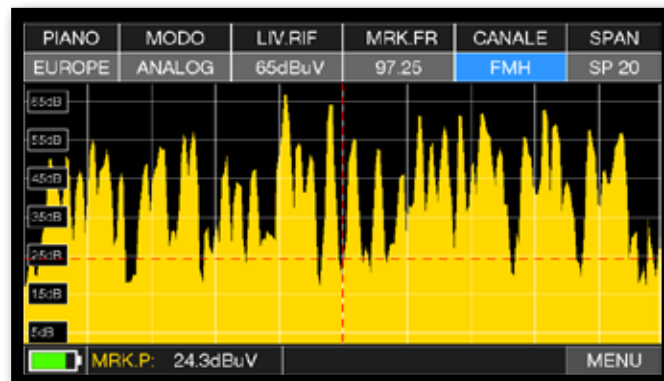 PIANO MODO LIV.RIF MRK.FR CANALE SPAN
EUROPE ANALOG 65dBuV 97.25 FMH SP 20
65dB
55dB
45dB
35dB
25dB
15dB
5dB
MRK.P: 24.3dBuV MENU